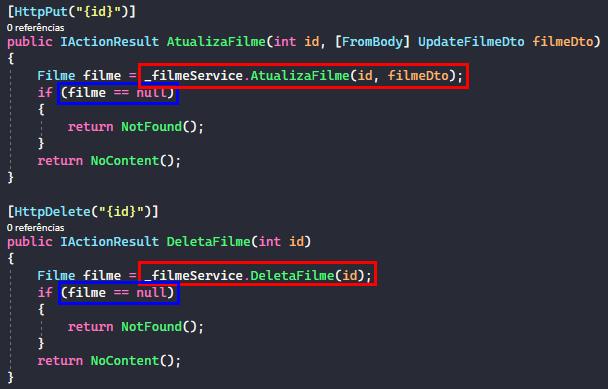 [HttpPut("{id}")]
0 referências
public IActionResult AtualizaFilme(int id, [FromBody] UpdateFilmeDto filmeDto)
{
Filme filme = _filmeService.AtualizaFilme(id, filmeDto);
if (filme == null)
{
return NotFound();
}
return NoContent();
}
[HttpDelete("{id}")]
0 referências
public IActionResult DeletaFilme(int id)
{
Filme filme = _filmeService.DeletaFilme(id);
if (filme == null)
{
return NotFound();
}
return NoContent();
}